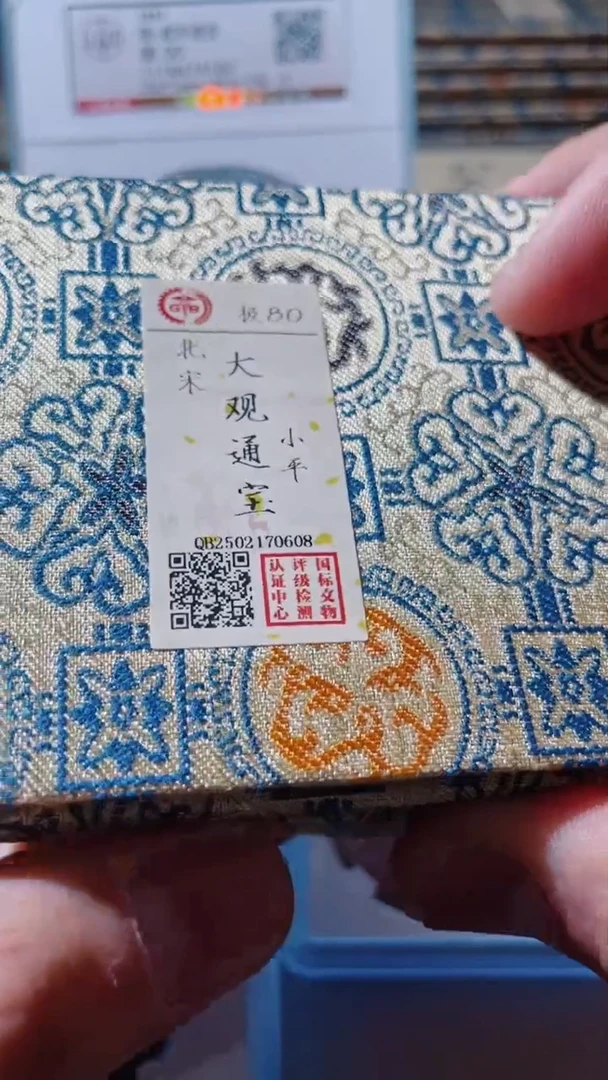 GTB
极80
北宋
大观通宝
小平
QB2502170608
国标文物
评级检测
认证中心